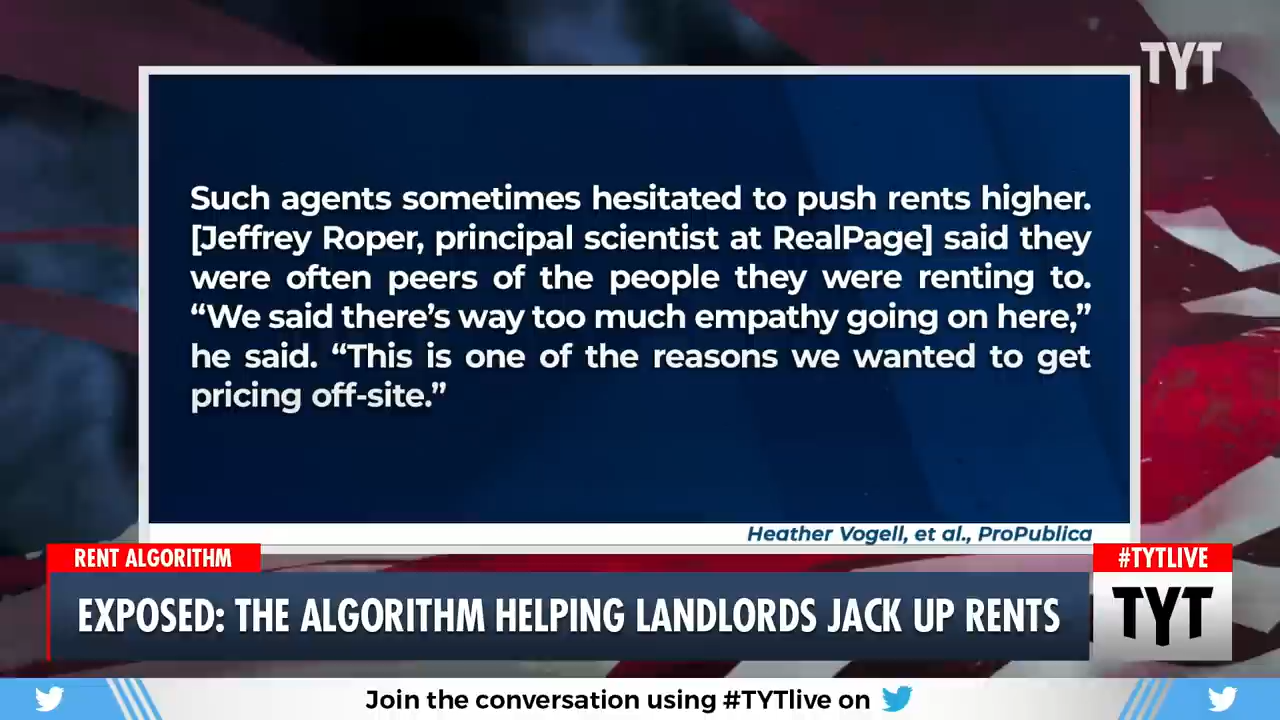 TYT
Such agents sometimes hesitated to push rents higher.
[Jeffrey Roper, principal scientist at RealPage] said they
were often peers of the people they were renting to.
“We said there’s way too much empathy going on here,”
he said. “This is one of the reasons we wanted to get
pricing off-site.”
Heather Vogell, et al., ProPublica
RENT ALGORITHM
#TYTLIVE
EXPOSED: THE ALGORITHM HELPING LANDLORDS JACK UP RENTS
TYT
Join the conversation using #TYTlive on